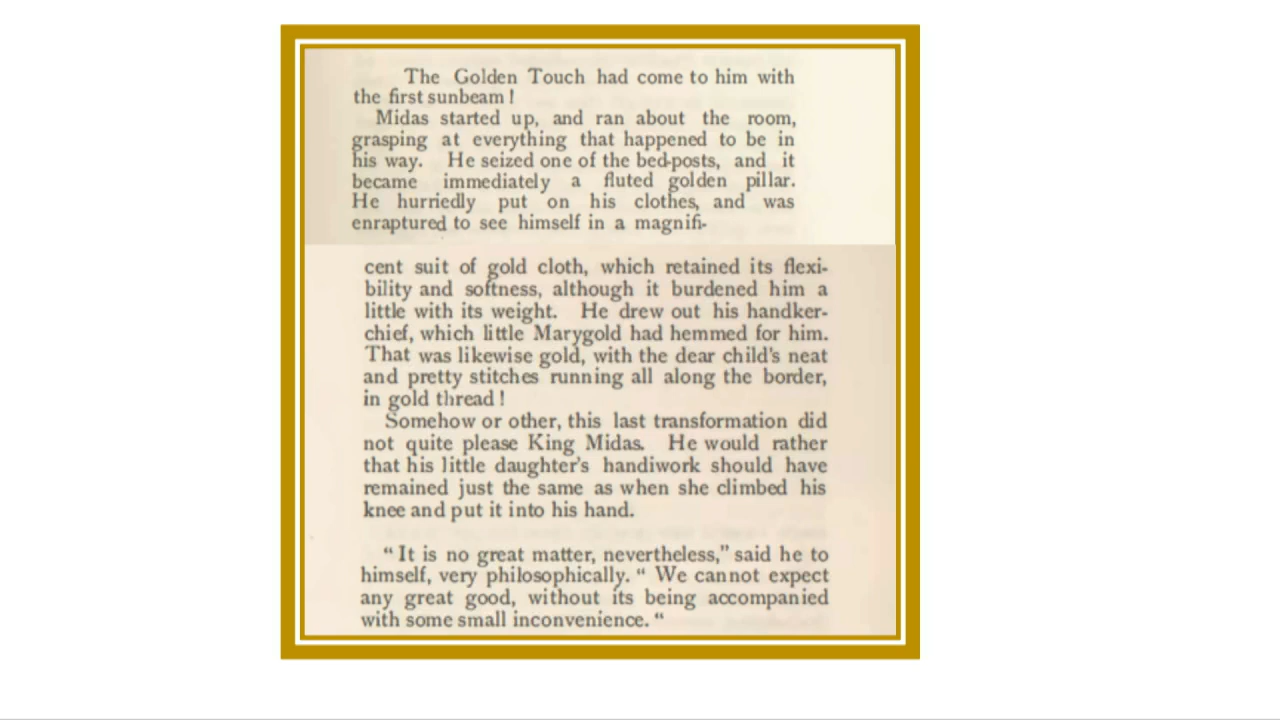 The Golden Touch had come to him with
the first sunbeam!
Midas started up, and ran about the room,
grasping at everything that happened to be in
his way. He seized one of the bed-posts, and it
became immediately a fluted golden pillar.
He hurriedly put on his clothes, and was
enraptured to see himself in a magnifi-
cent suit of gold cloth, which retained its flexi-
bility and softness, although it burdened him a
little with its weight. He drew out his handker-
chief, which little Marygold had hemmed for him.
That was likewise gold, with the dear child's neat
and pretty stitches running all along the border,
in gold thread!
Somehow or other, this last transformation did
not quite please King Midas. He would rather
that his little daughter's handiwork should have
remained just the same as when she climbed his
knee and put it into his hand.
“ It is no great matter, nevertheless,” said he to
himself, very philosophically. “ We cannot expect
any great good, without its being accompanied
with some small inconvenience. “